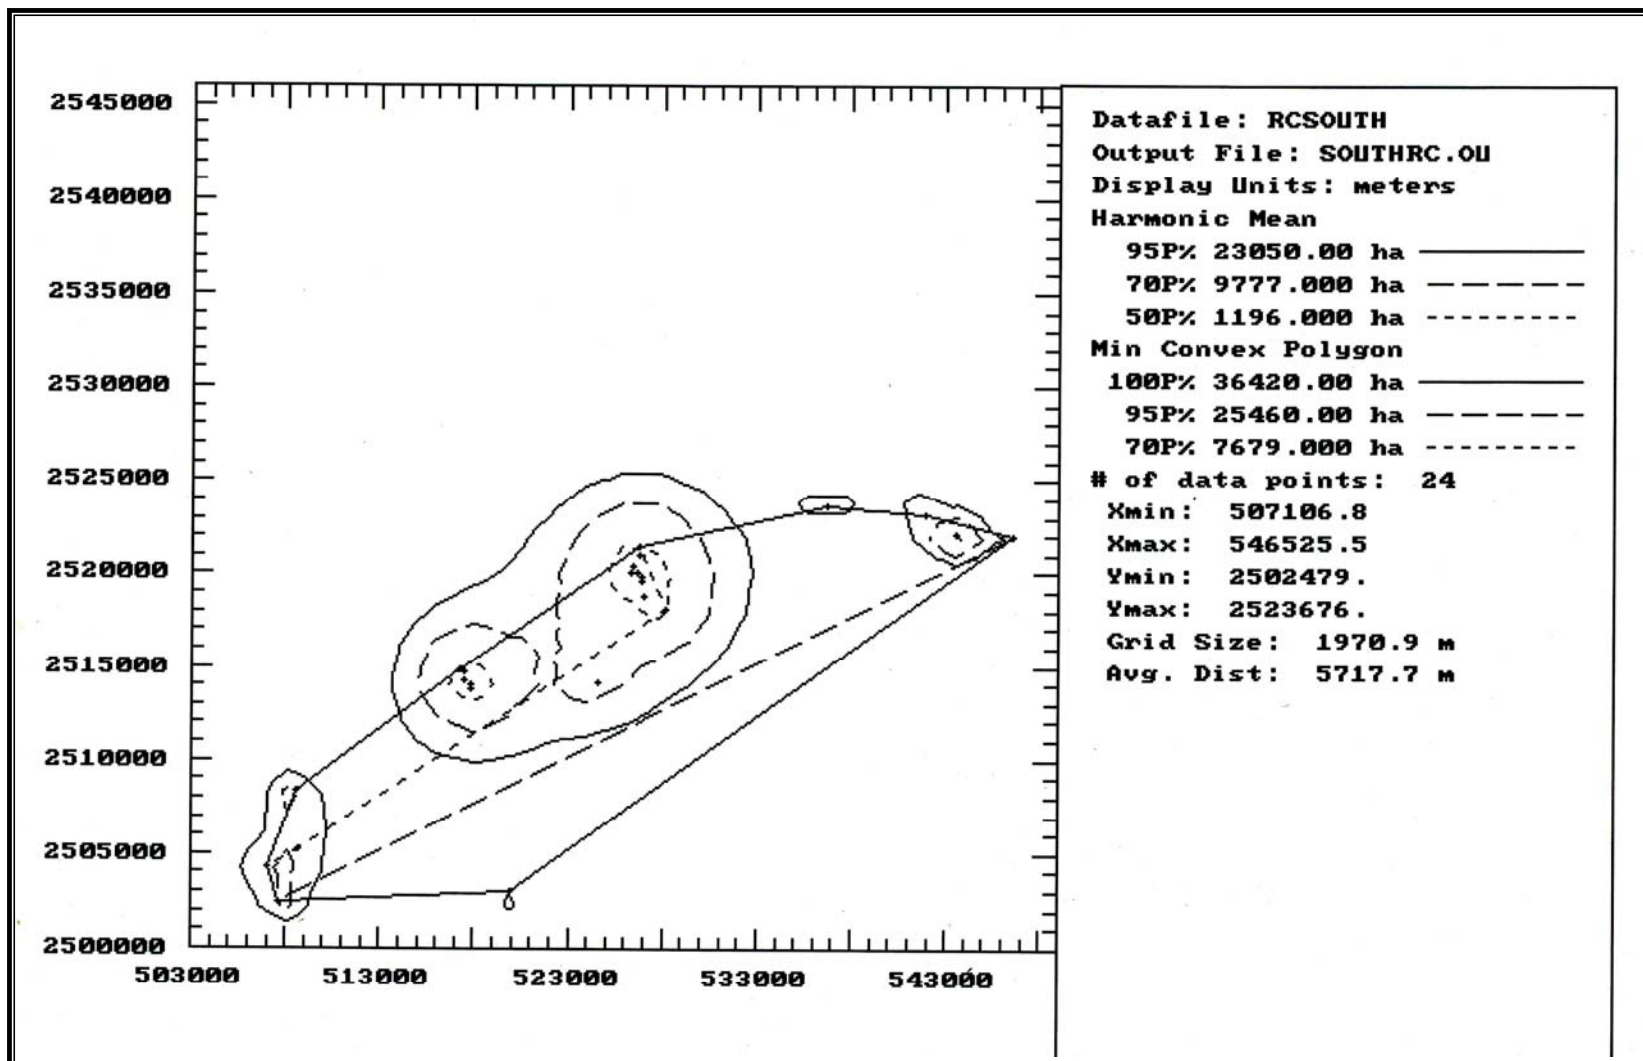 2545000
2540000
2535000
2530000
2525000
2520000
2515000
2510000
2505000
2500000
503000 513000 523000 533000 543000
Datafile: RCSOUTH
Output File: SOUTHRC.OU
Display Units: meters
Harmonic Mean
95P% 23050.00 ha
70P% 9777.000 ha
50P% 1196.000 ha
Min Convex Polygon
100P% 36420.00 ha
95P% 25460.00 ha
70P% 7679.000 ha
# of data points: 24
Xmin: 507106.8
Xmax: 546525.5
Ymin: 2502479.
Ymax: 2523676.
Grid Size: 1970.9 m
Avg. Dist: 5717.7 m